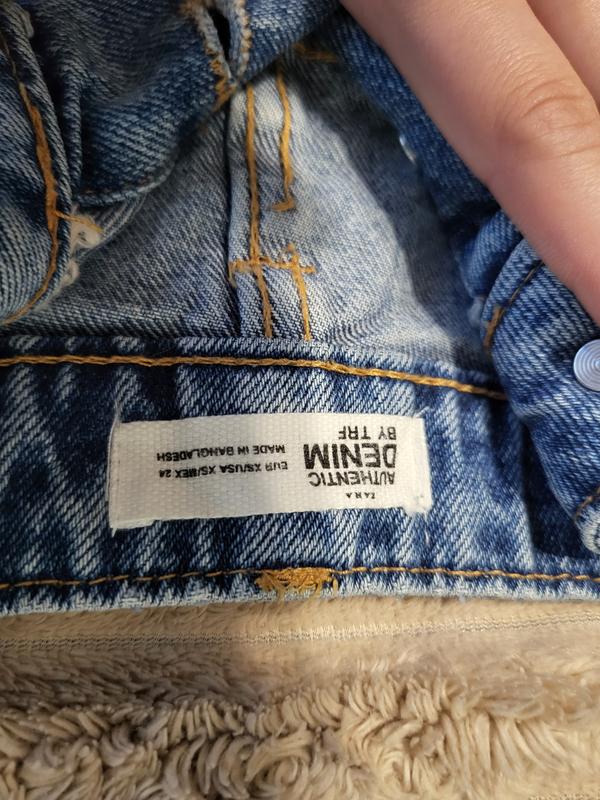 ZARA
AUTHENTIC
DENIM
BY TRF
EUR XS/USA XS/MEX 24
MADE IN BANGLADESH